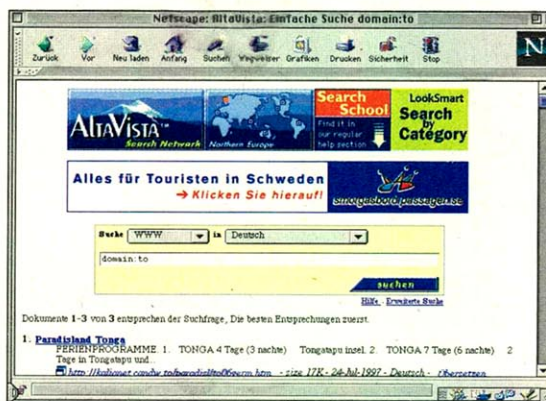 Netscape: AltaVista: Einfache Suche domain:to
Zurück Vor Neu laden Anfang Suchen Wegweiser Grafiken Drucken Sicherheit Stop
N
ALTAVISTA™
Search Network
Northern Europe
Search School
Find it in our regular help section
LookSmart
Search by Category
Alles für Touristen in Schweden
→ Klicken Sie hierauf!
smorgasbord.passagen.se
Suche WWW in Deutsch
domain:to
suchen
Hilfe - Erweiterte Suche
Dokumente 1-3 von 3 entsprechen der Suchfrage, Die besten Entsprechungen zuerst.
1. Paradisland Tonga
FERIENPROGRAMME. 1. TONGA 4 Tage (3 nachte) Tongatapu insel. 2. TONGA 7 Tage (6 nachte) 2
Tage in Tongatapu und...
- size 17K - 24-Jul-1997 - Deutsch - Übersetzen